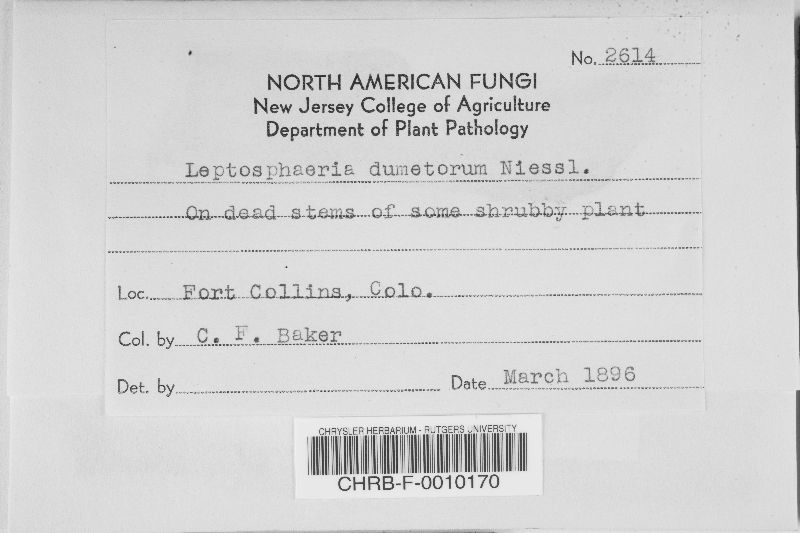 No. 2614
NORTH AMERICAN FUNGI
New Jersey College of Agriculture
Department of Plant Pathology
Leptosphaeria dumetorum Niessl.
On dead stems of some shrubby plant
Loc. Fort Collins, Colo.
Col. by C. F. Baker
Det. by
Date March 1896
CHRYSLER HERBARIUM - RUTGERS UNIVERSITY
CHRB-F-0010170